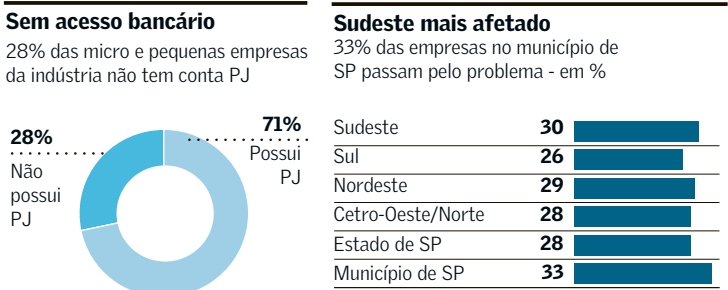 Sem acesso bancário
28% das micro e pequenas empresas
da indústria não tem conta PJ
28%
Não
possui
PJ
71%
Possui
PJ
Sudeste mais afetado
33% das empresas no município de
SP passam pelo problema - em %
Sudeste 30
Sul 26
Nordeste 29
Cetro-Oeste/Norte 28
Estado de SP 28
Município de SP 33